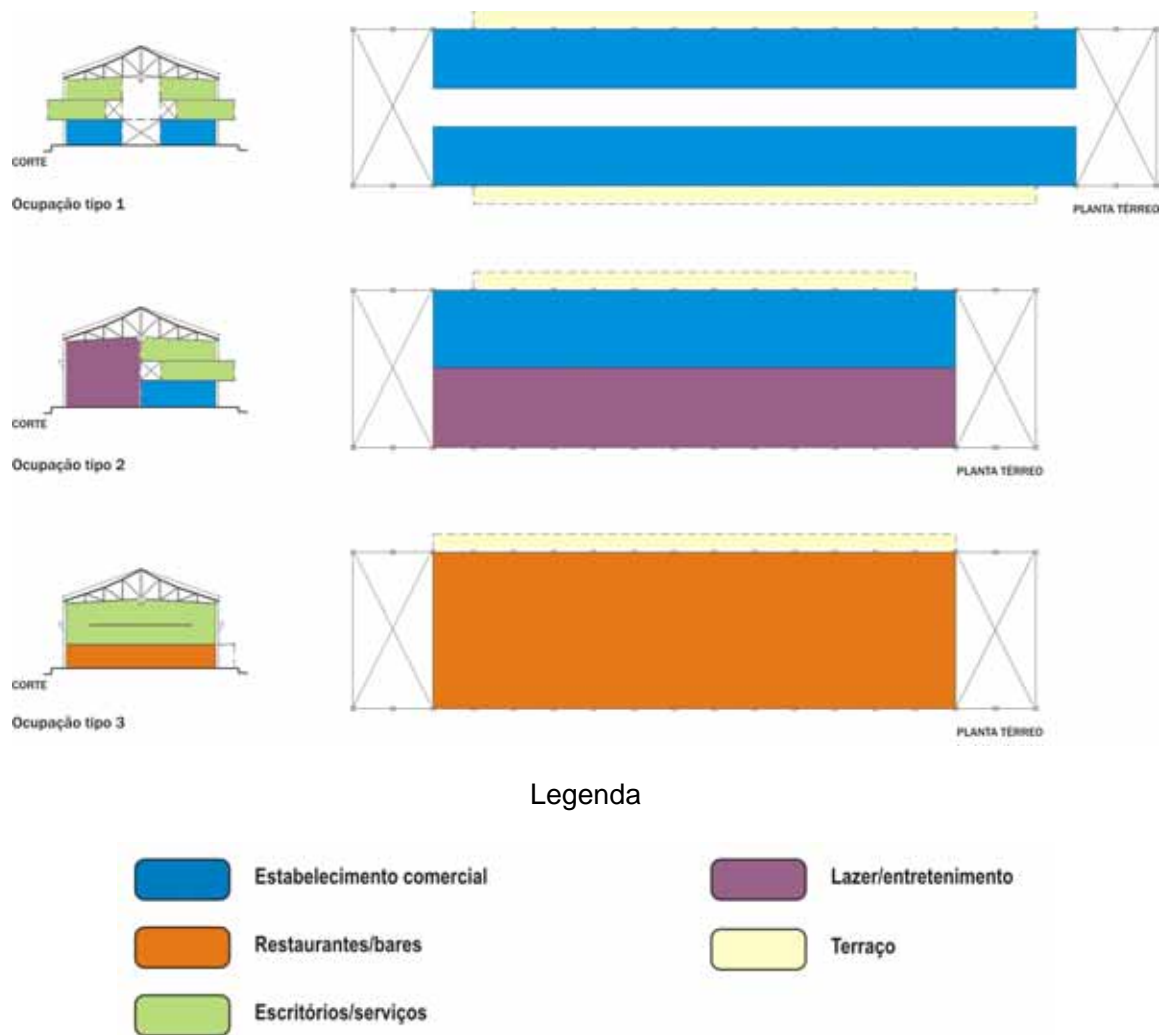 CORTE
Ocupação tipo 1
PLANTA TÉRREO
CORTE
Ocupação tipo 2
PLANTA TÉRREO
CORTE
Ocupação tipo 3
PLANTA TÉRREO
Legenda
Estabelecimento comercial
Lazer/entretenimento
Restaurantes/bares
Terraço
Escritórios/serviços